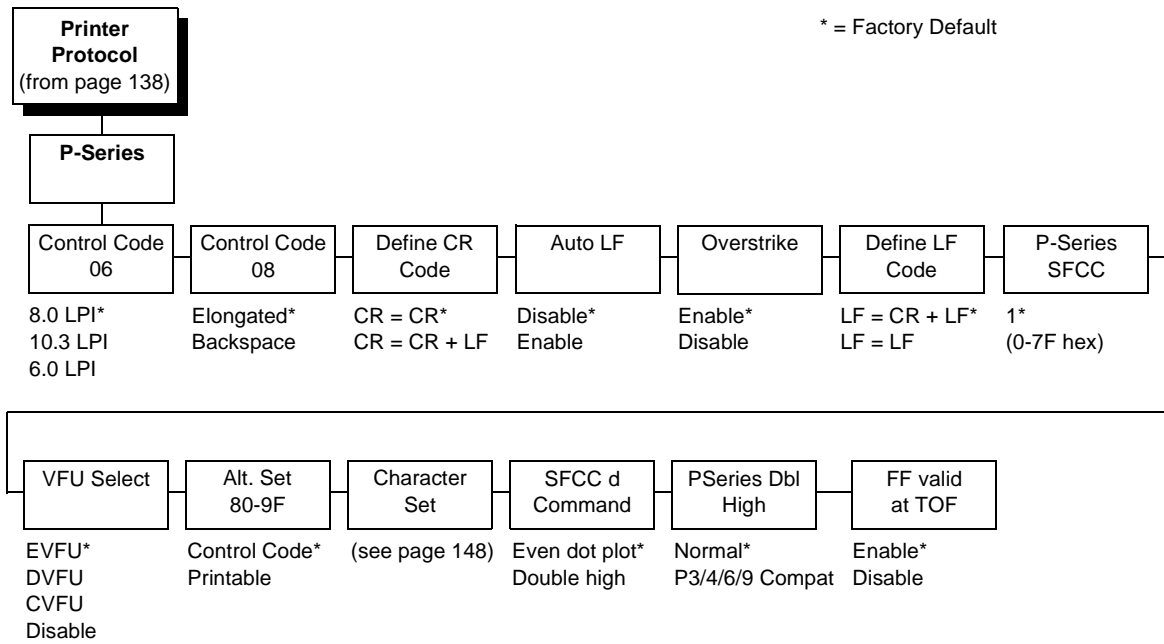 Printer
Protocol
(from page 138)
* = Factory Default
P-Series
Control Code
06
8.0 LPI*
10.3 LPI
6.0 LPI
Control Code
08
Elongated*
Backspace
Define CR
Code
CR = CR*
CR = CR + LF
Auto LF
Disable*
Enable
Overstrike
Enable*
Disable
Define LF
Code
LF = CR + LF*
LF = LF
P-Series
SFCC
1*
(0-7F hex)
VFU Select
EVFU*
DVFU
CVFU
Disable
Alt. Set
80-9F
Control Code*
Printable
Character
Set
(see page 148)
SFCC d
Command
Even dot plot*
Double high
PSeries Dbl
High
Normal*
P3/4/6/9 Compat
FF valid
at TOF
Enable*
Disable